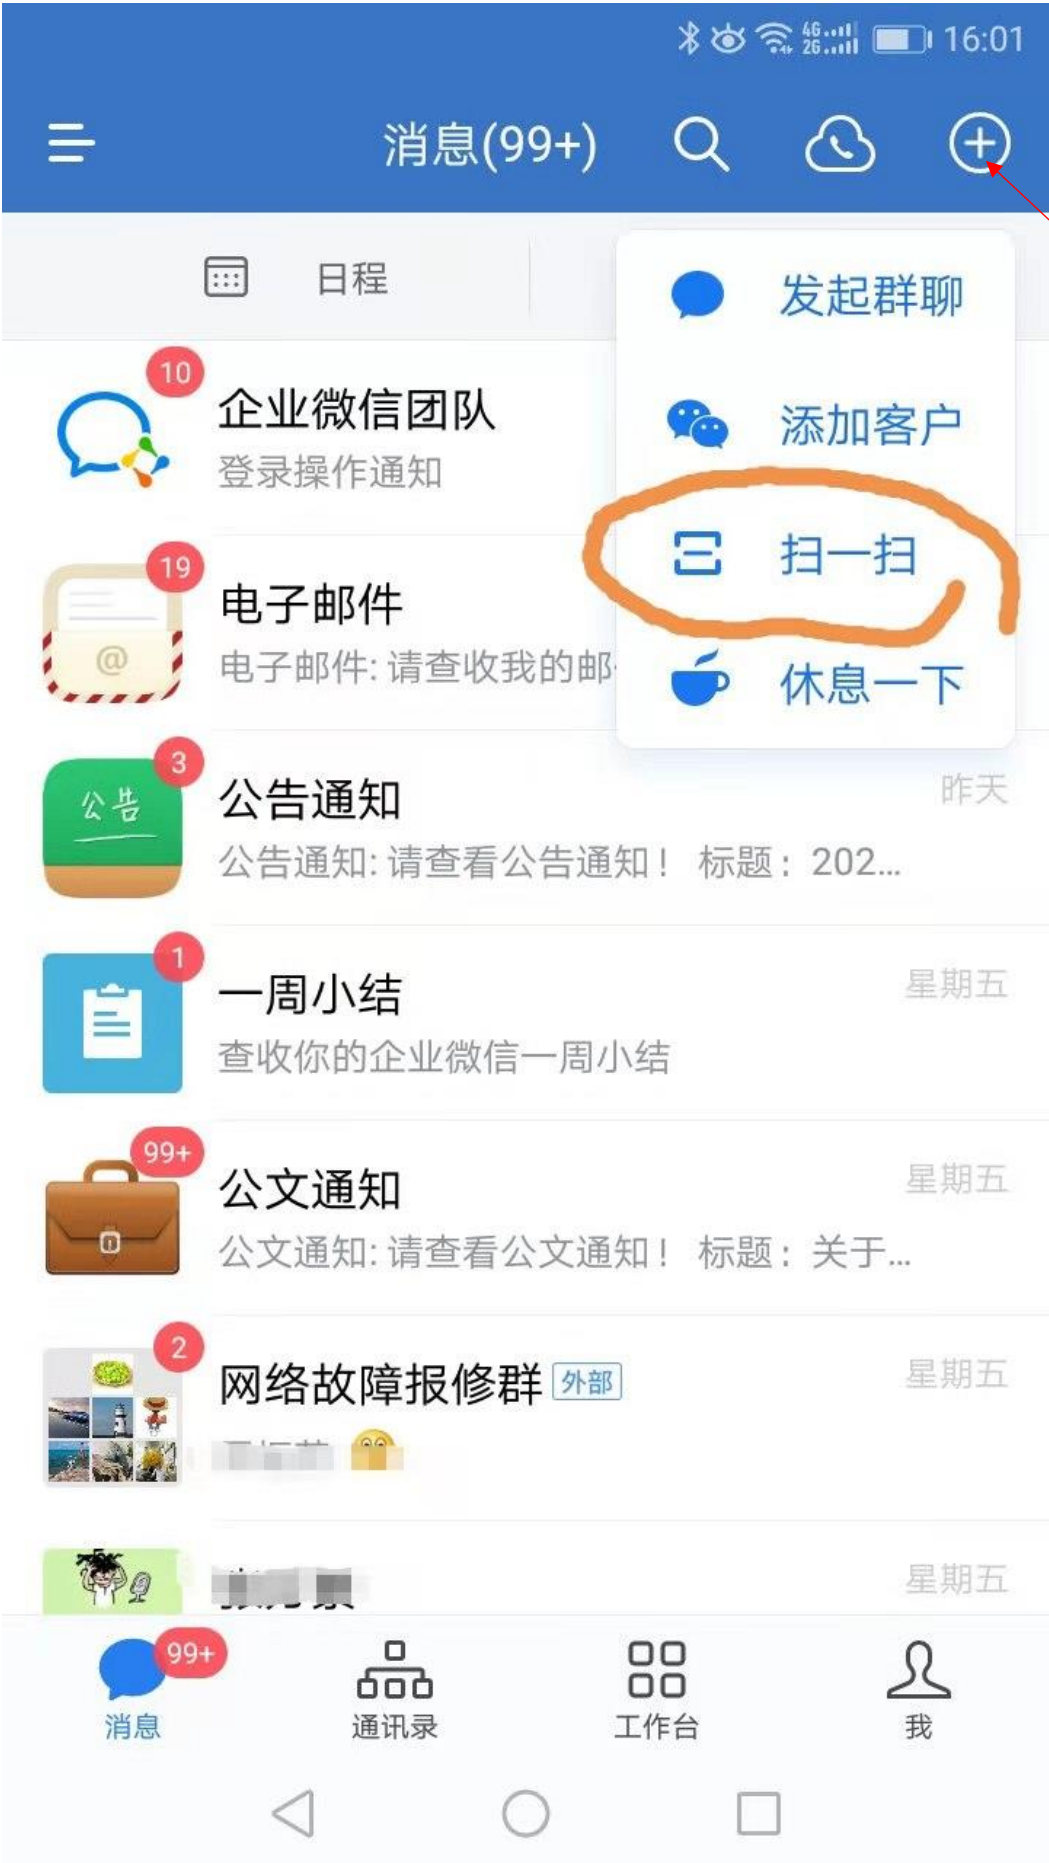 4G
2G
16:01
消息(99+)
日程
发起群聊
添加客户
扫一扫
休息一下
10
企业微信团队
登录操作通知
19
@
电子邮件
电子邮件: 请查收我的邮
3
公告
公告通知
昨天
公告通知: 请查看公告通知! 标题: 202...
1
一周小结
星期五
查收你的企业微信一周小结
99+
公文通知
星期五
公文通知: 请查看公文通知! 标题: 关于...
2
网络故障报修群 外部
星期五
星期五
99+
消息
通讯录
工作台
我